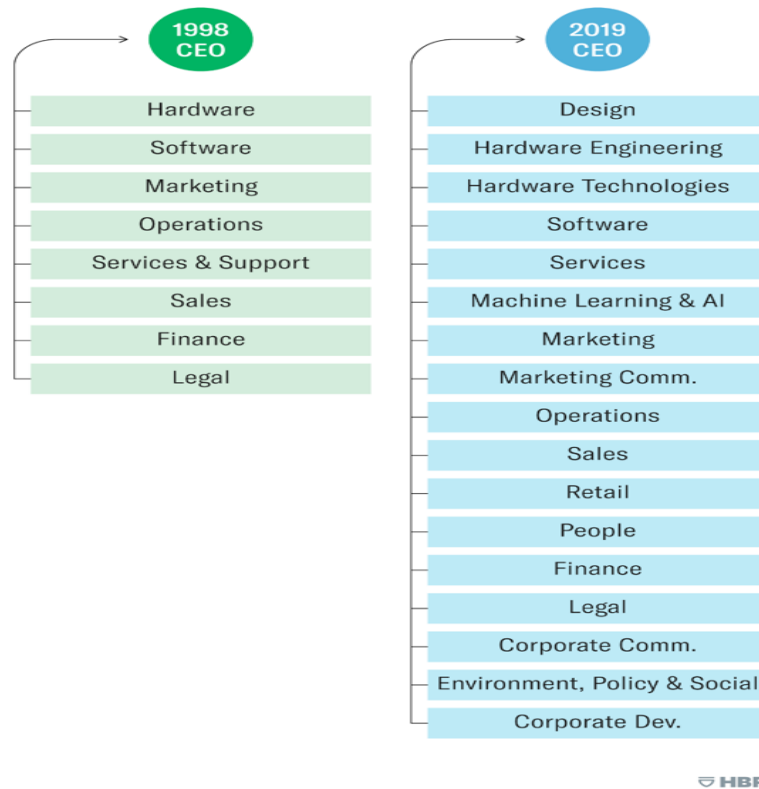 1998
CEO
Hardware
Software
Marketing
Operations
Services & Support
Sales
Finance
Legal
2019
CEO
Design
Hardware Engineering
Hardware Technologies
Software
Services
Machine Learning & AI
Marketing
Marketing Comm.
Operations
Sales
Retail
People
Finance
Legal
Corporate Comm.
Environment, Policy & Social
Corporate Dev.
HBR